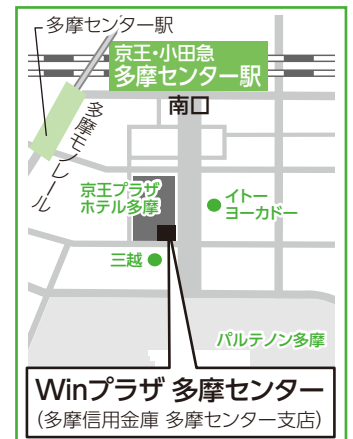 多摩センター駅
京王・小田急
多摩センター駅
南口
多摩モノレール
京王プラザ
ホテル多摩
イトー
ヨーカドー
三越
パルテノン多摩
Winプラザ 多摩センター
(多摩信用金庫 多摩センター支店)